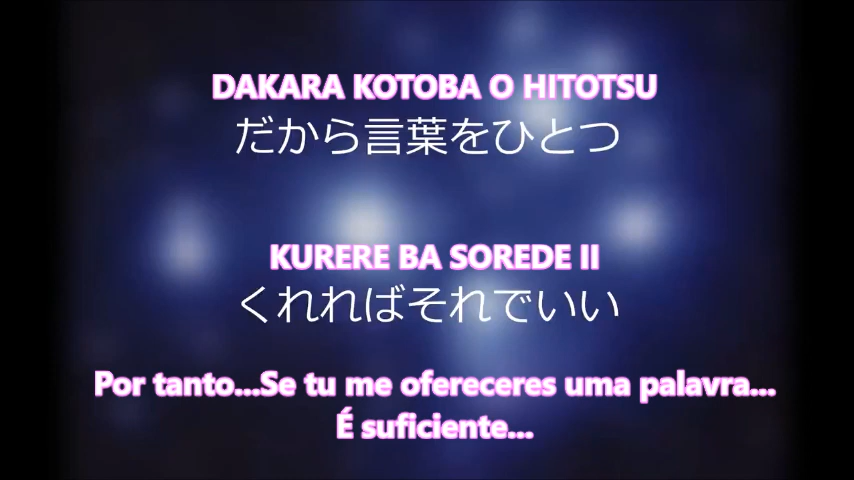 DAKARA KOTOBA O HITOTSU
だから言葉をひとつ
KURERE BA SOREDE II
くれればそれでいい
Por tanto...Se tu me ofereceres uma palavra...
É suficiente...